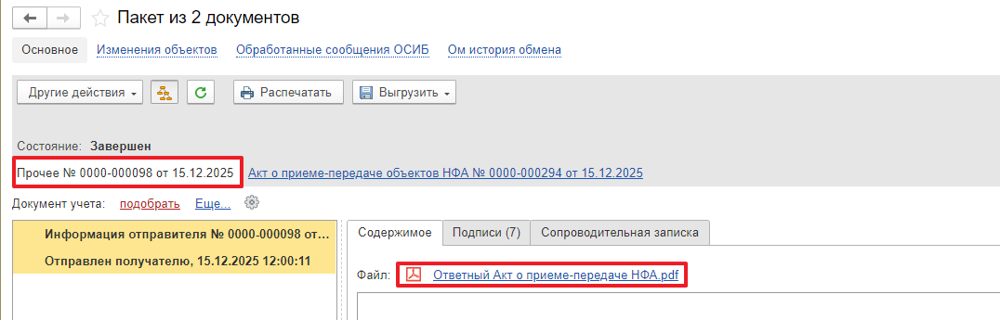 Пакет из 2 документов
Основное Изменения объектов Обработанные сообщения ОСИБ Ом история обмена
Другие действия Распечатать Выгрузить
Состояние: Завершен
Прочее № 0000-000098 от 15.12.2025 Акт о приеме-передаче объектов НФА № 0000-000294 от 15.12.2025
Документ учета: подобрать Еще...
Информация отправителя № 0000-000098 от...
Отправлен получателю, 15.12.2025 12:00:11
Содержимое Подписи (7) Сопроводительная записка
Файл: Ответный Акт о приеме-передаче НФА.pdf